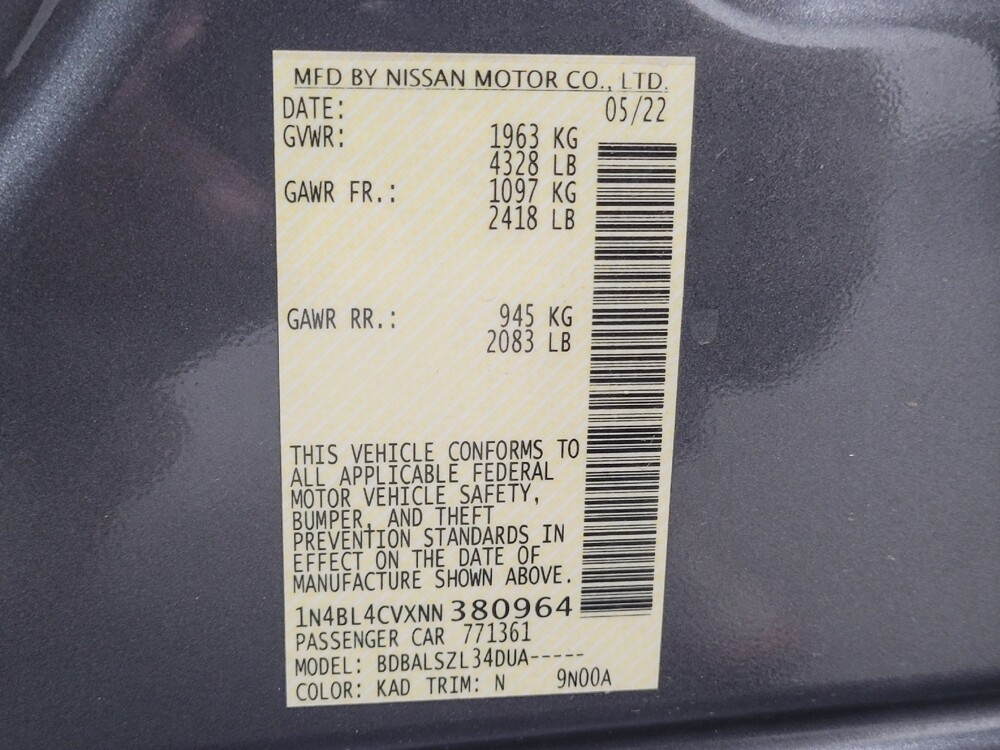 MFD BY NISSAN MOTOR CO., LTD.
DATE: 05/22
GVWR: 1963 KG
4328 LB
GAWR FR.: 1097 KG
2418 LB
GAWR RR.: 945 KG
2083 LB
THIS VEHICLE CONFORMS TO
ALL APPLICABLE FEDERAL
MOTOR VEHICLE SAFETY,
BUMPER, AND THEFT
PREVENTION STANDARDS IN
EFFECT ON THE DATE OF
MANUFACTURE SHOWN ABOVE.
1N4BL4CVXNN 380964
PASSENGER CAR 771361
MODEL: BDBALSZL34DUA-----
COLOR: KAD TRIM: N 9N00A